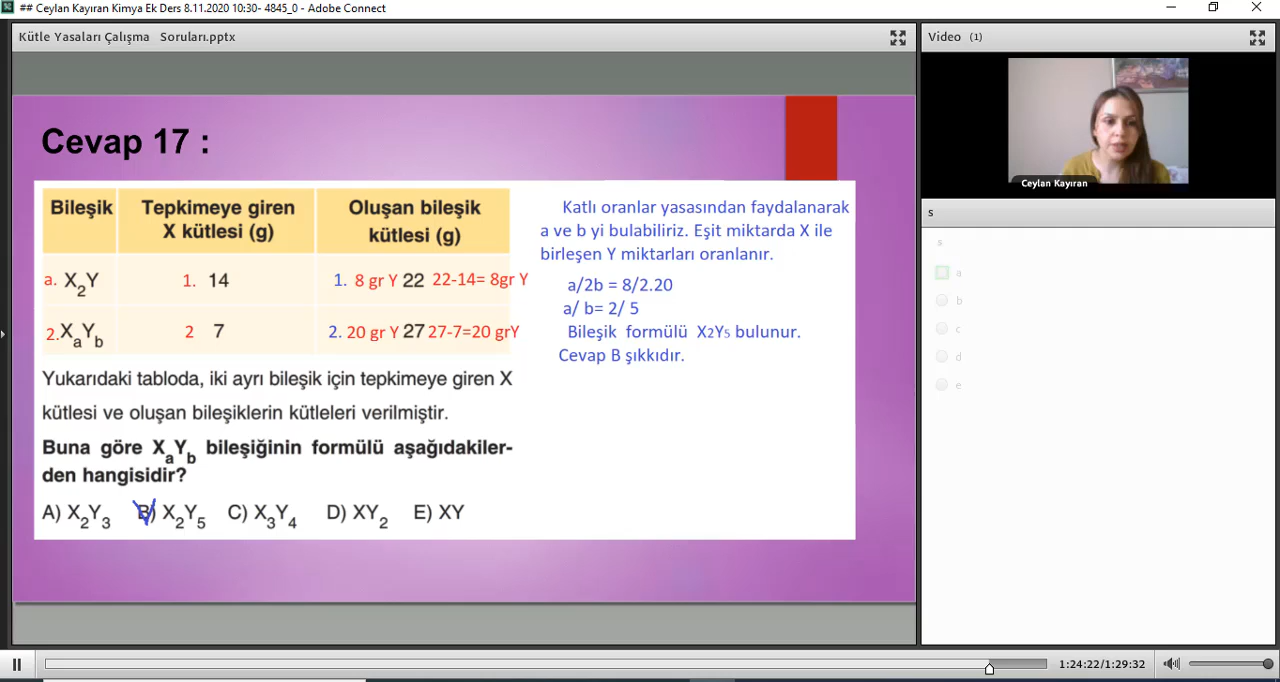 ## Ceylan Kayıran Kimya Ek Ders 8.11.2020 10:30- 4845_0 - Adobe Connect
Kütle Yasaları Çalışma Soruları.pptx
Cevap 17 :
Bileşik Tepkimeye giren X kütlesi (g) Oluşan bileşik kütlesi (g)
a. X2Y 1. 14 1. 8 gr Y 22 22-14= 8gr Y
2. XaYb 2 7 2. 20 gr Y 27 27-7=20 grY
Yukarıdaki tabloda, iki ayrı bileşik için tepkimeye giren X
kütlesi ve oluşan bileşiklerin kütleleri verilmiştir.
Buna göre XaYb bileşiğinin formülü aşağıdakiler-
den hangisidir?
A) X2Y3 B) X2Y5 C) X3Y4 D) XY2 E) XY
Katlı oranlar yasasından faydalanarak
a ve b yi bulabiliriz. Eşit miktarda X ile
birleşen Y miktarları oranlanır.
a/2b = 8/2.20
a/ b= 2/ 5
Bileşik formülü X2Y5 bulunur.
Cevap B şıkkıdır.
Video (1)
Ceylan Kayıran
s
s
a
b
c
d
e
1:24:22/1:29:32